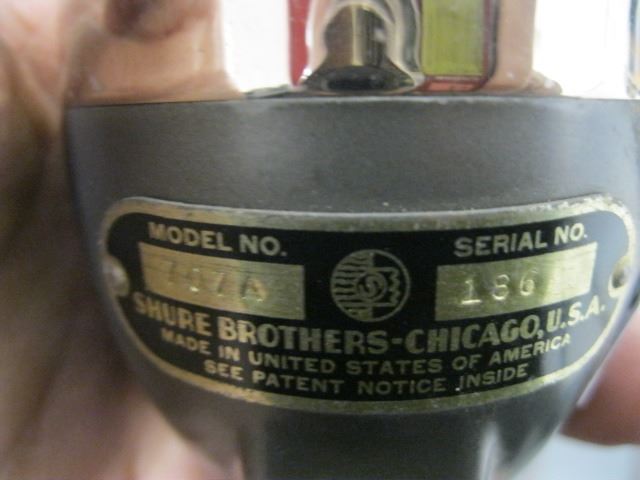 MODEL NO.
SERIAL NO.
SHURE BROTHERS-CHICAGO, U.S.A.
MADE IN UNITED STATES OF AMERICA
SEE PATENT NOTICE INSIDE